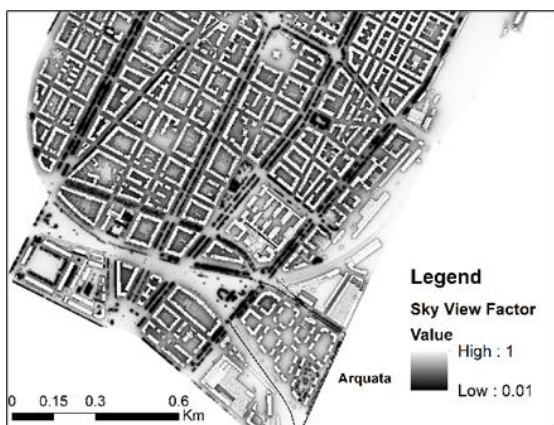 Legend
Sky View Factor
Value
High : 1
Low : 0.01
Arquata
0 0.15 0.3 0.6
Km